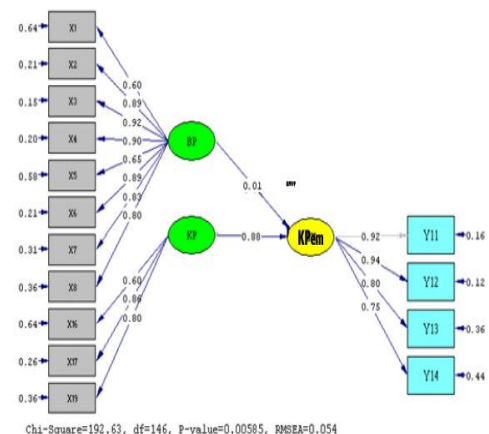 0.64 X1
0.21 X2
0.15 X3
0.20 X4
0.58 X5
0.21 X6
0.31 X7
0.36 X8
0.64 X16
0.26 X17
0.36 X19
0.60
0.89
0.92
0.90
0.65
0.89
0.83
0.80
0.60
0.86
0.80
BP
KP
0.01
0.88
KPem
0.92
0.94
0.80
0.75
Y11 0.16
Y12 0.12
Y13 0.36
Y14 0.44
Chi-Square=192.63, df=146, P-value=0.00585, RMSEA=0.054